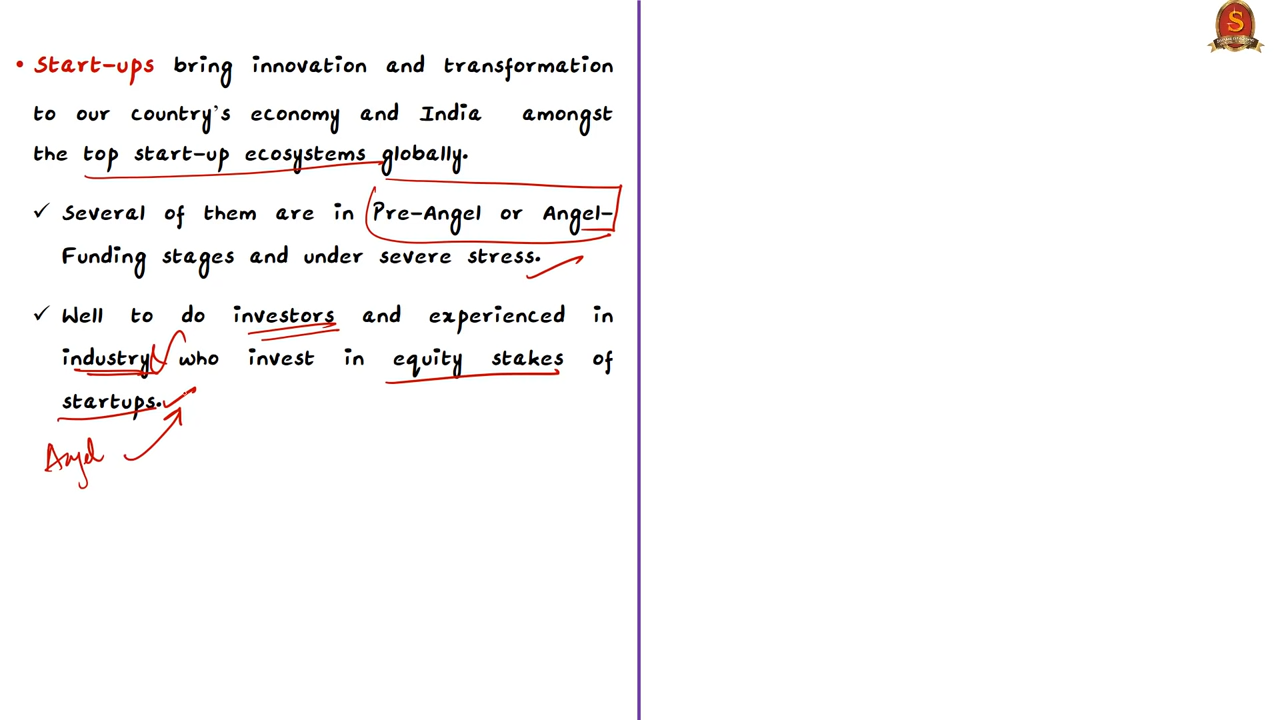 • Start-ups bring innovation and transformation
to our country's economy and India amongst
the top start-up ecosystems globally.
✓ Several of them are in Pre-Angel or Angel-
Funding stages and under severe stress.
✓ Well to do investors and experienced in
industry who invest in equity stakes of
startups.
Angel
S